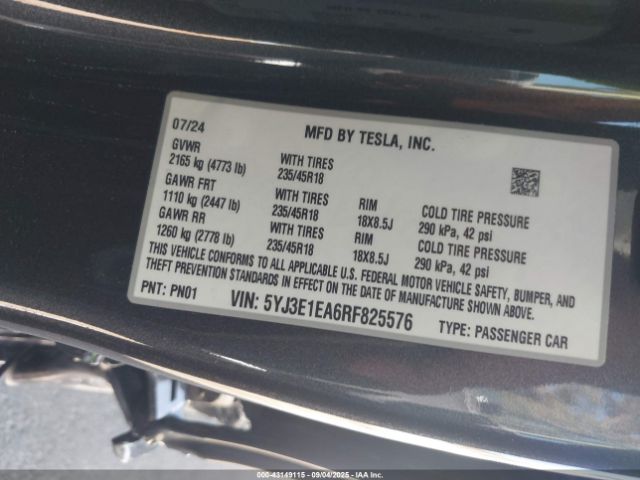 07/24 MFD BY TESLA, INC.
GVWR
2165 kg (4773 lb) WITH TIRES 235/45R18
GAWR FRT
1110 kg (2447 lb) WITH TIRES 235/45R18 RIM 18X8.5J COLD TIRE PRESSURE 290 kPa, 42 psi
GAWR RR
1260 kg (2778 lb) WITH TIRES 235/45R18 RIM 18X8.5J COLD TIRE PRESSURE 290 kPa, 42 psi
THIS VEHICLE CONFORMS TO ALL APPLICABLE U.S. FEDERAL MOTOR VEHICLE SAFETY, BUMPER, AND
THEFT PREVENTION STANDARDS IN EFFECT ON THE DATE OF MANUFACTURE SHOWN ABOVE.
PNT: PN01 VIN: 5YJ3E1EA6RF825576 TYPE: PASSENGER CAR
000-43149115 - 09/04/2025 - IAA Inc.